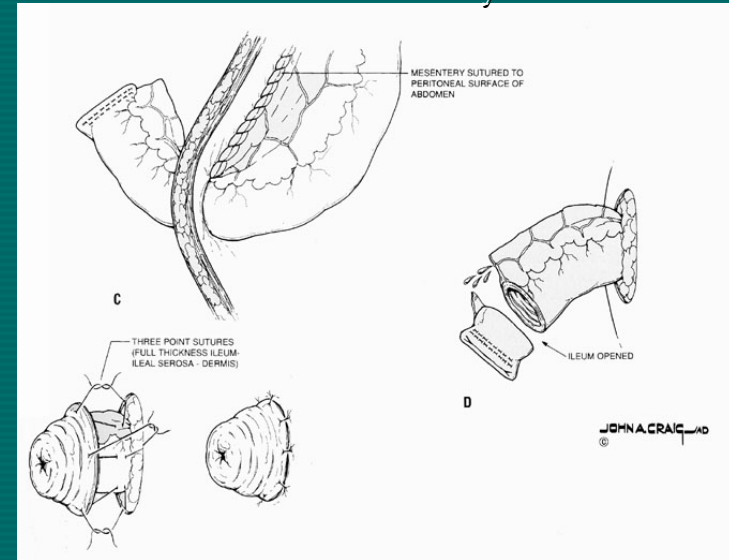 MESENTERY SUTURED TO
PERITONEAL SURFACE OF
ABDOMEN
C
THREE POINT SUTURES
(FULL THICKNESS ILEUM-
ILEAL SEROSA - DERMIS)
ILEUM OPENED
D
JOHN A. CRAIG MD
©